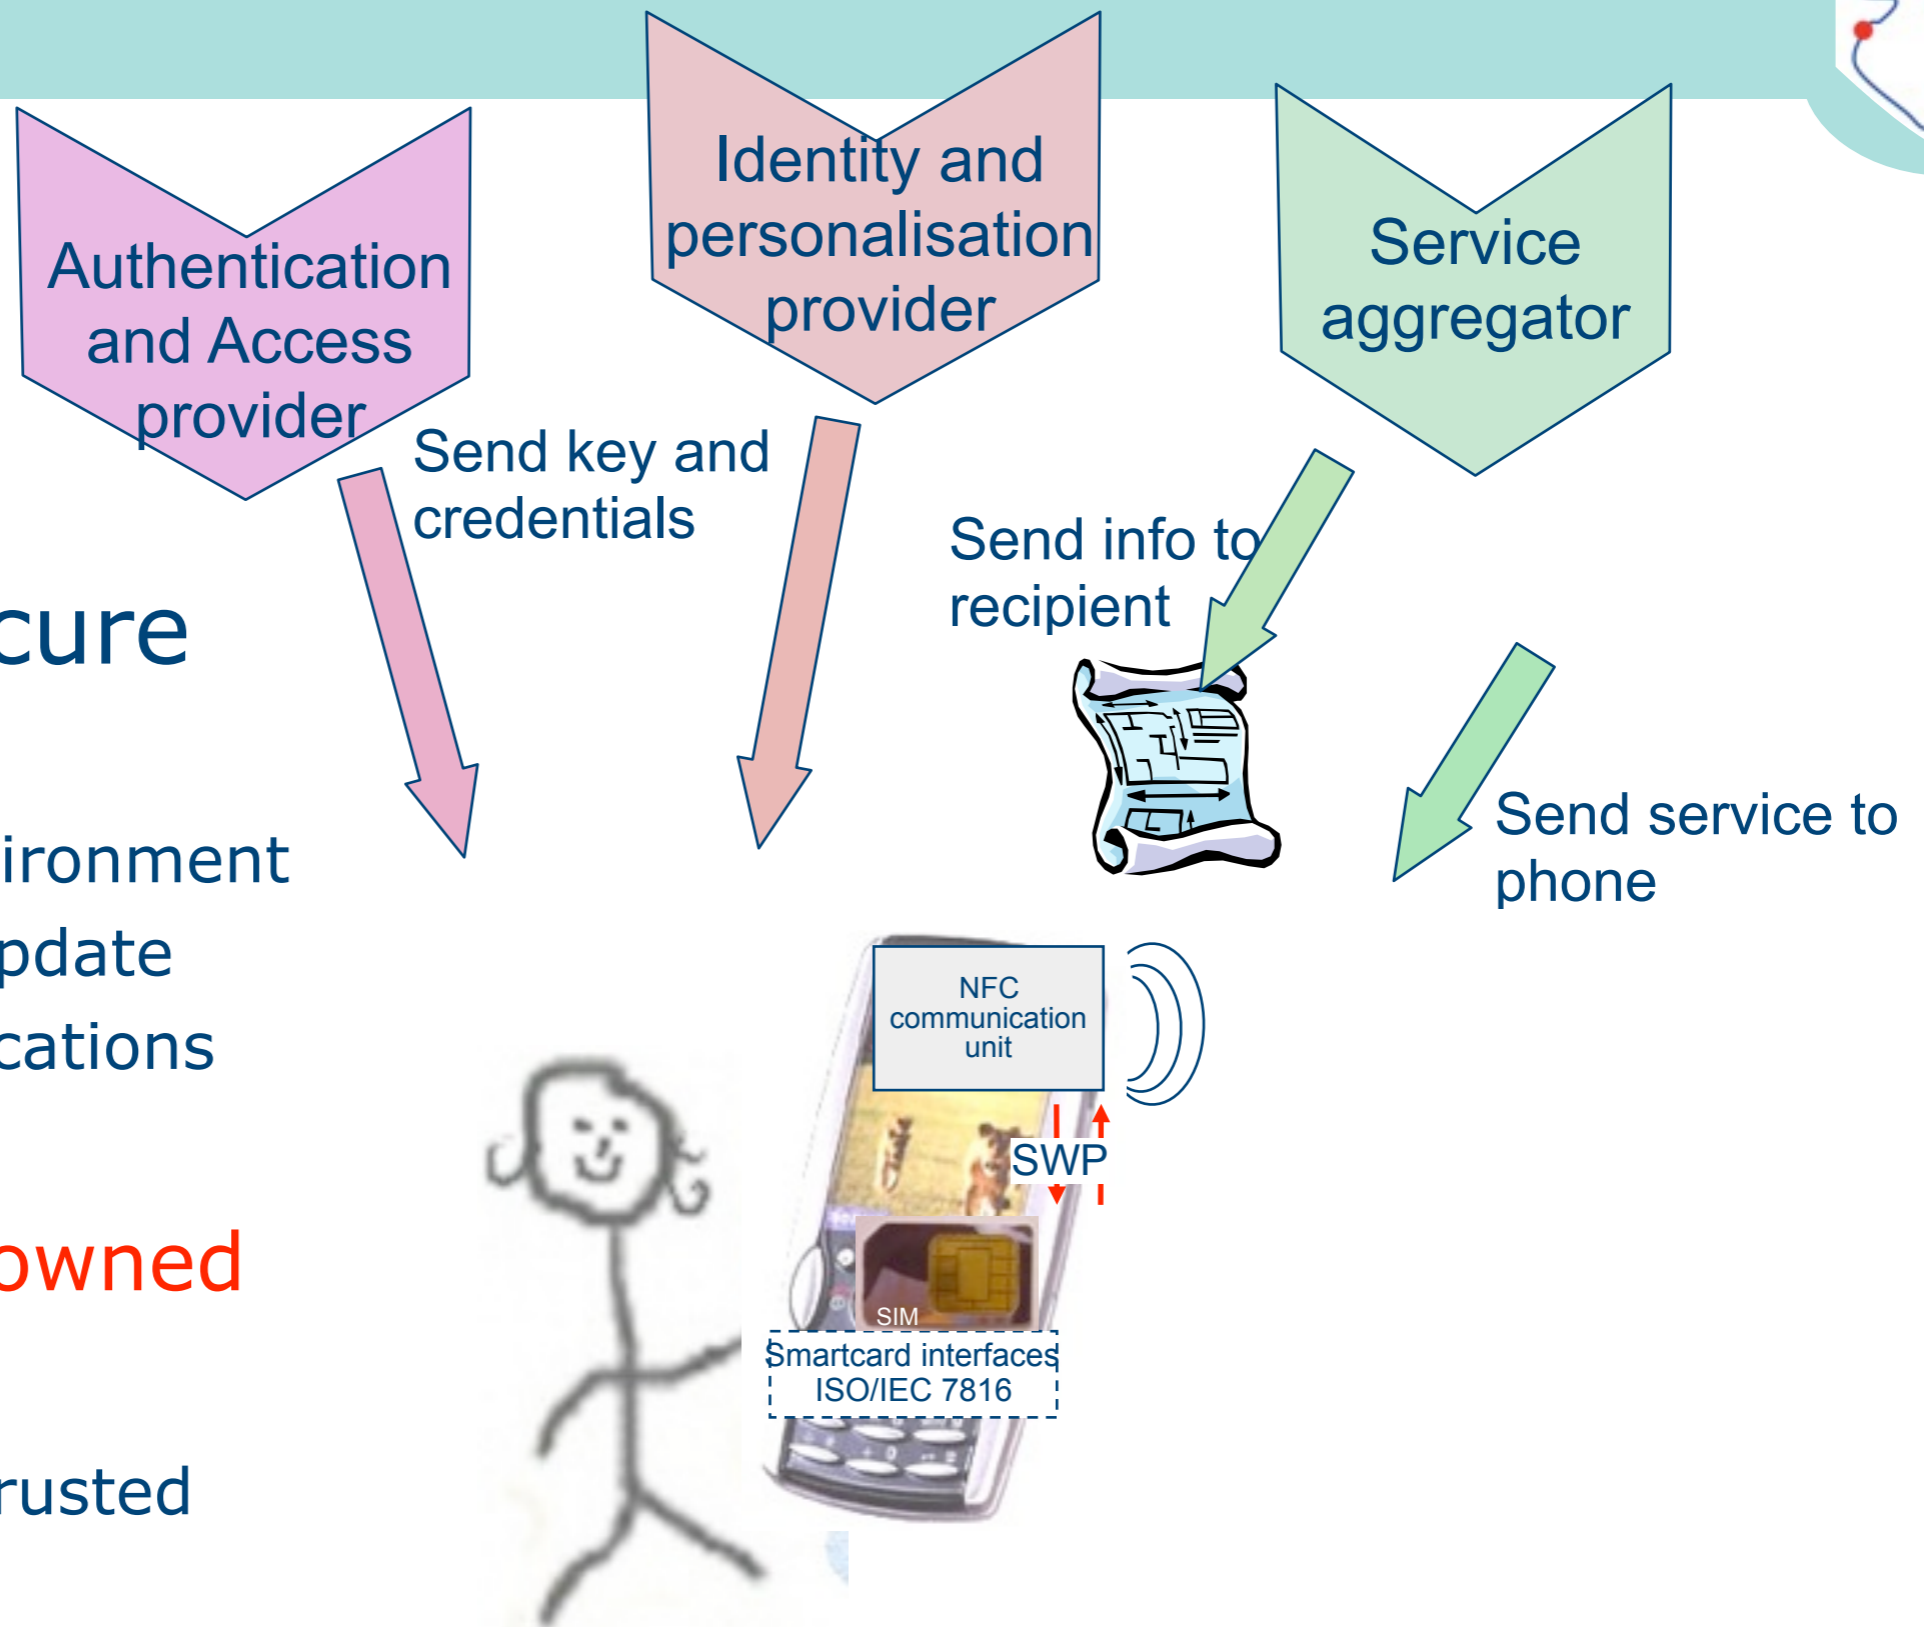 Authentication
and Access
provider
Identity and
personalisation
provider
Service
aggregator
Send key and
credentials
Send info to
recipient
Send service to
phone
cure
ironment
pdate
cations
owned
rusted
NFC
communication
unit
SWP
SIM
Smartcard interfaces
ISO/IEC 7816